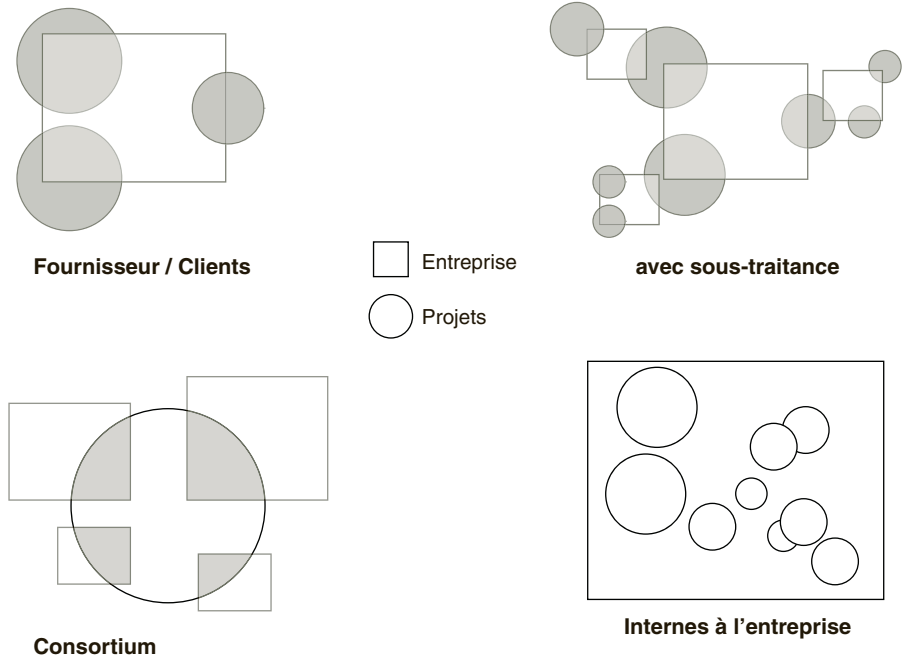 Fournisseur / Clients
Entreprise
avec sous-traitance
Projets
Consortium
Internes à l'entreprise